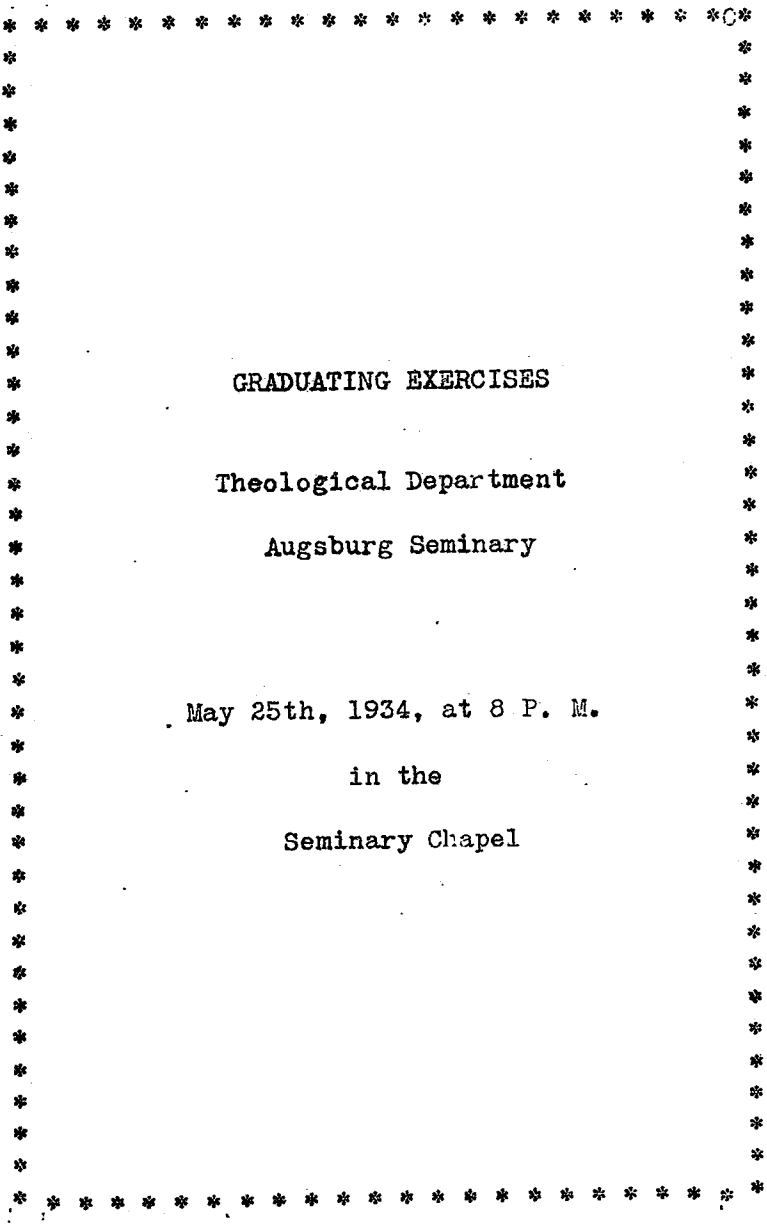 GRADUATING EXERCISES
Theological Department
Augsburg Seminary
May 25th, 1934, at 8 P. M.
in the
Seminary Chapel